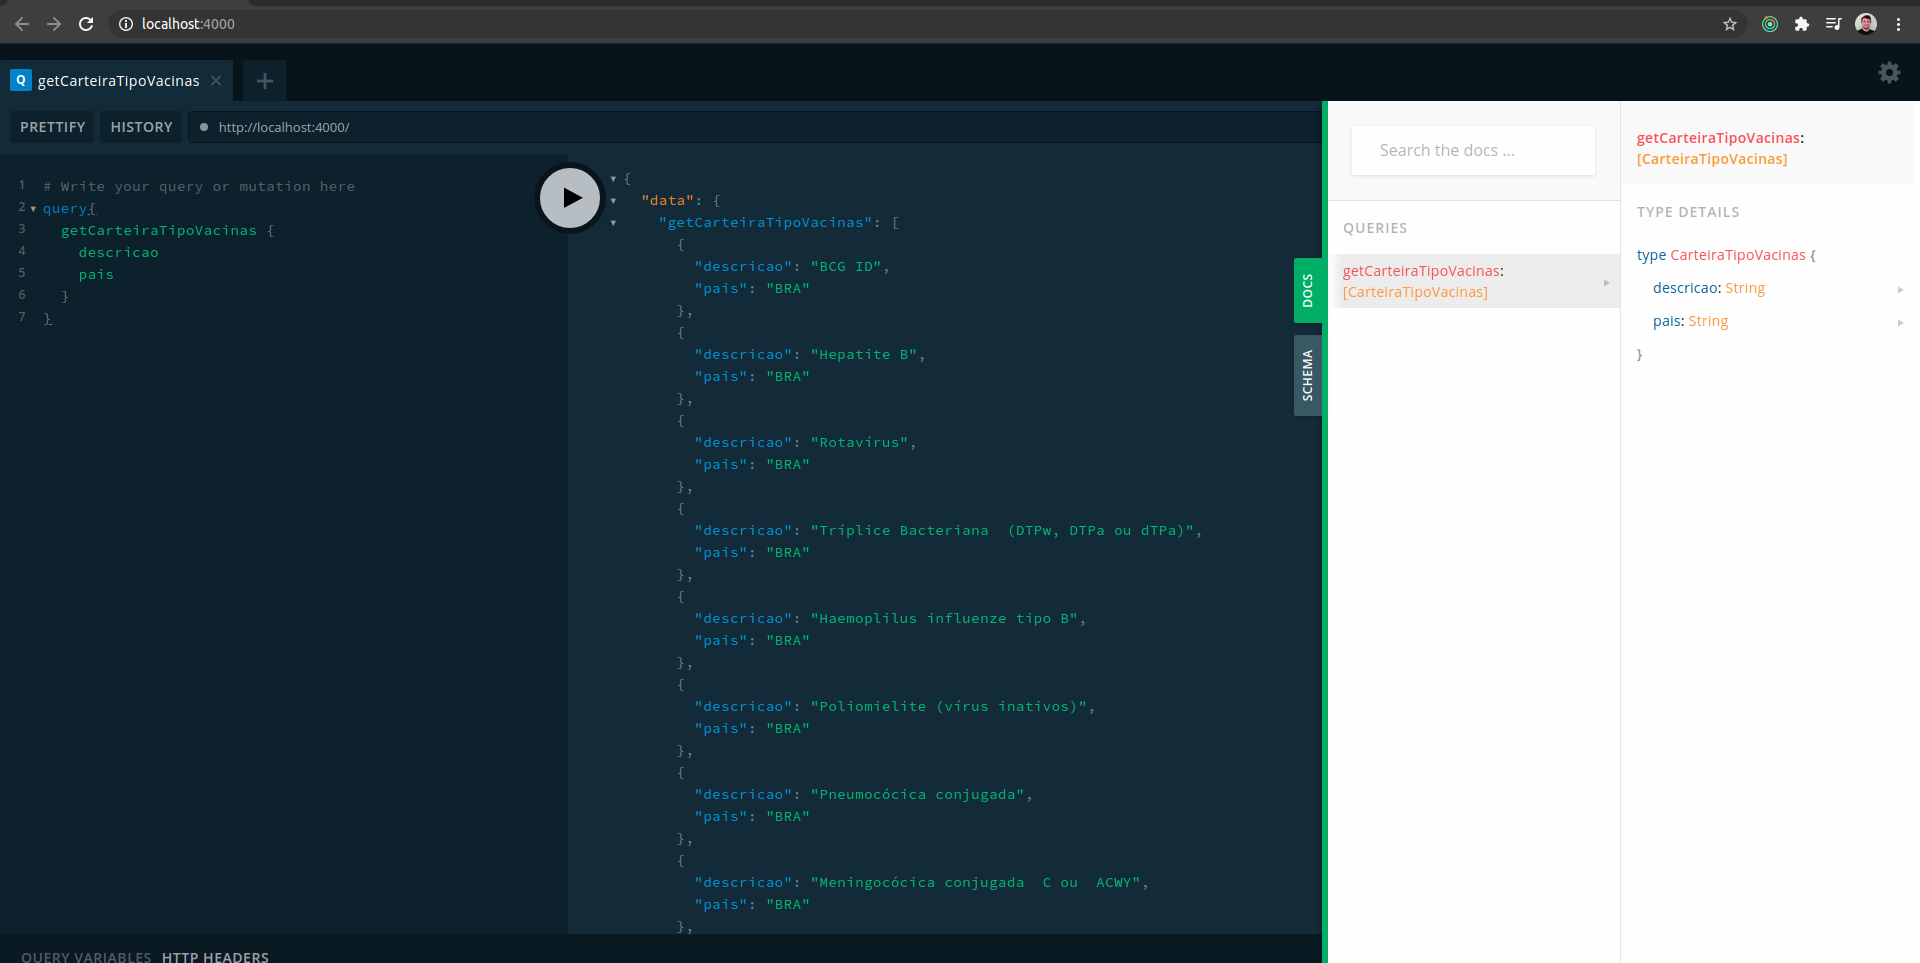 localhost:4000
Q getCarteiraTipoVacinas
PRETTIFY HISTORY http://localhost:4000/
1 # Write your query or mutation here
2 query{
3 getCarteiraTipoVacinas {
4 descricao
5 pais
6 }
7 }
{
"data": {
"getCarteiraTipoVacinas": [
{
"descricao": "BCG ID",
"pais": "BRA"
},
{
"descricao": "Hepatite B",
"pais": "BRA"
},
{
"descricao": "Rotavírus",
"pais": "BRA"
},
{
"descricao": "Tríplice Bacteriana  (DTPw, DTPa ou dTPa)",
"pais": "BRA"
},
{
"descricao": "Haemoplilus influenze tipo B",
"pais": "BRA"
},
{
"descricao": "Poliomielite (vírus inativos)",
"pais": "BRA"
},
{
"descricao": "Pneumocócica conjugada",
"pais": "BRA"
},
{
"descricao": "Meningocócica conjugada  C ou  ACWY",
"pais": "BRA"
},
DOCS
SCHEMA
Search the docs ...
QUERIES
getCarteiraTipoVacinas:
[CarteiraTipoVacinas]
getCarteiraTipoVacinas:
[CarteiraTipoVacinas]
TYPE DETAILS
type CarteiraTipoVacinas {
descricao: String
pais: String
}
QUERY VARIABLES HTTP HEADERS